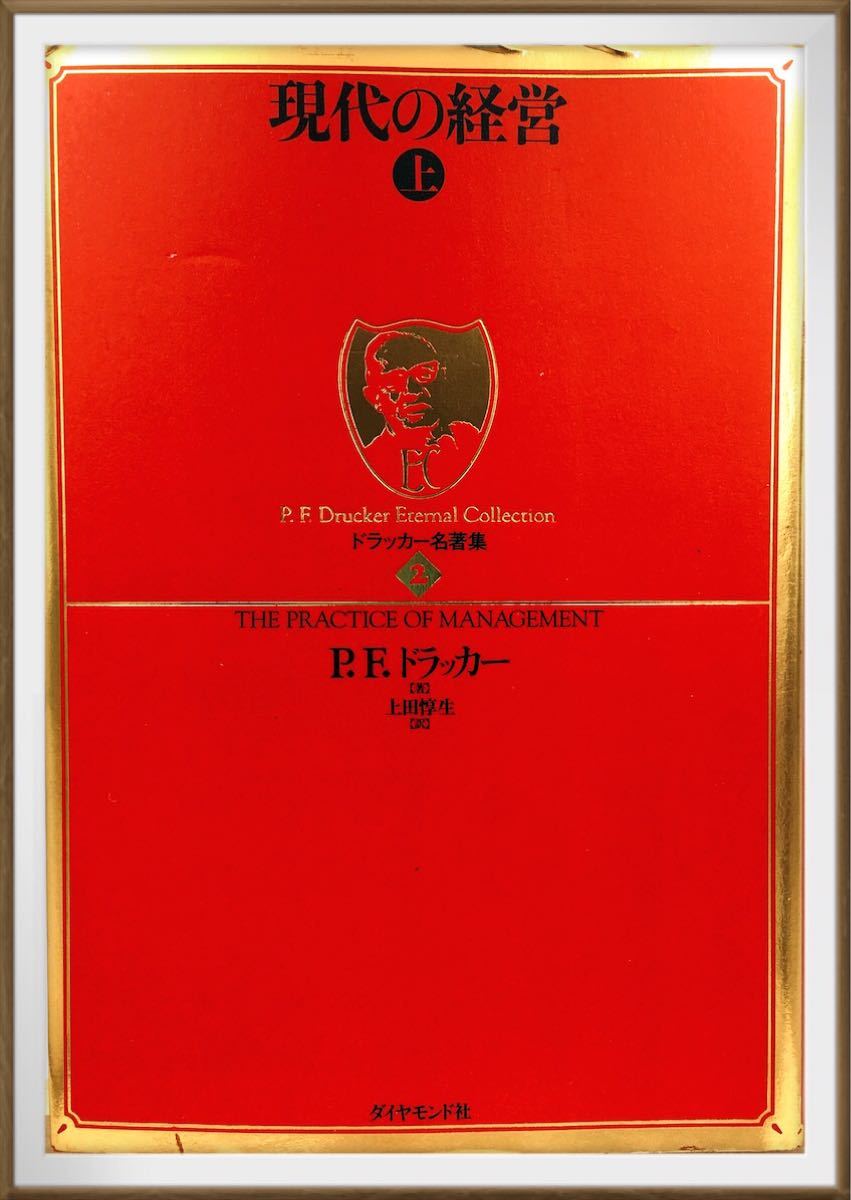 現代の経営
上
EC
P. F. Drucker Eternal Collection
ドラッカー名著集
2
THE PRACTICE OF MANAGEMENT
P.F.ドラッカー
【著】
上田惇生
【訳】
ダイヤモンド社